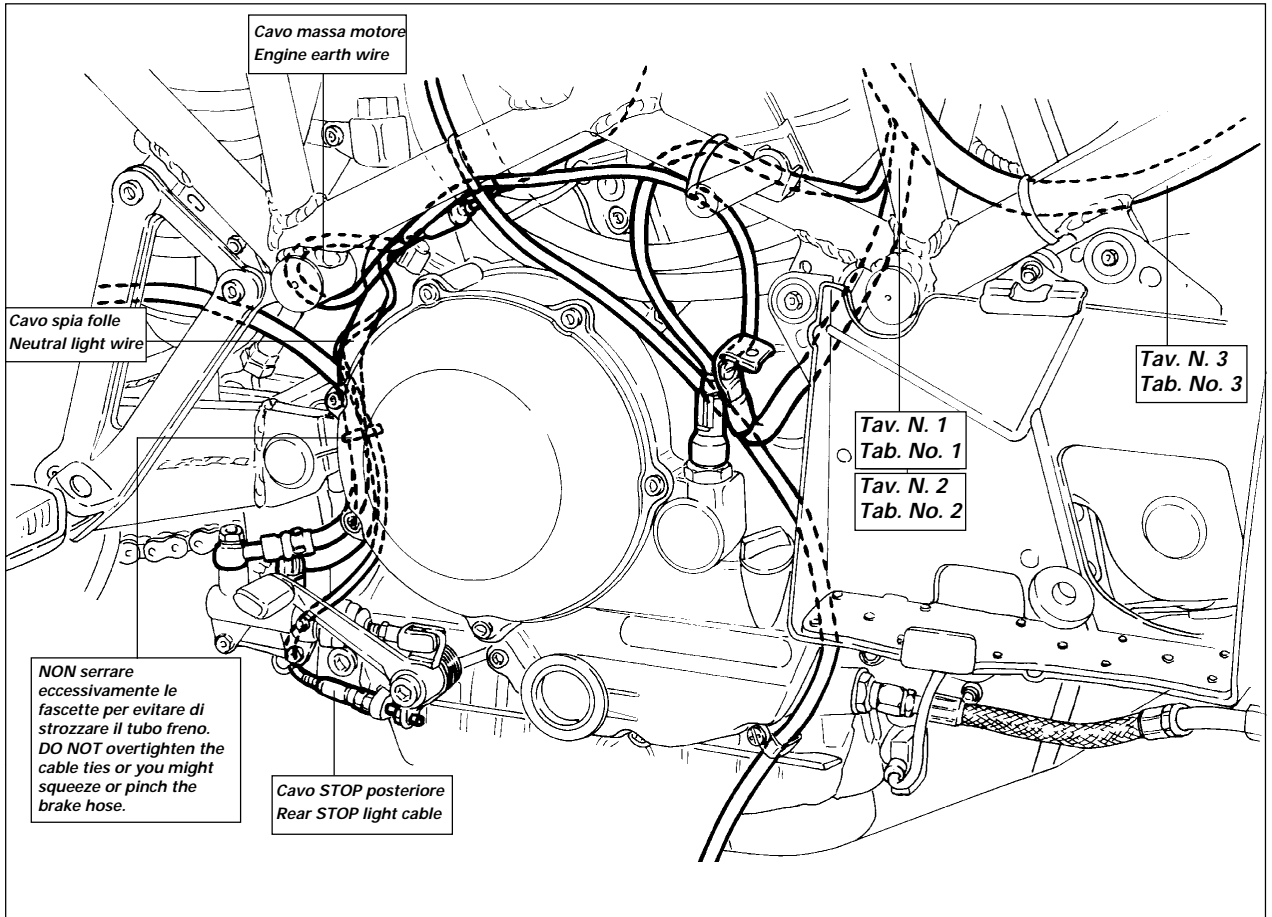 Cavo massa motore
Engine earth wire
Cavo spia folle
Neutral light wire
Tav. N. 3
Tab. No. 3
Tav. N. 1
Tab. No. 1
Tav. N. 2
Tab. No. 2
NON serrare
eccessivamente le
fascette per evitare di
strozzare il tubo freno.
DO NOT overtighten the
cable ties or you might
squeeze or pinch the
brake hose.
Cavo STOP posteriore
Rear STOP light cable